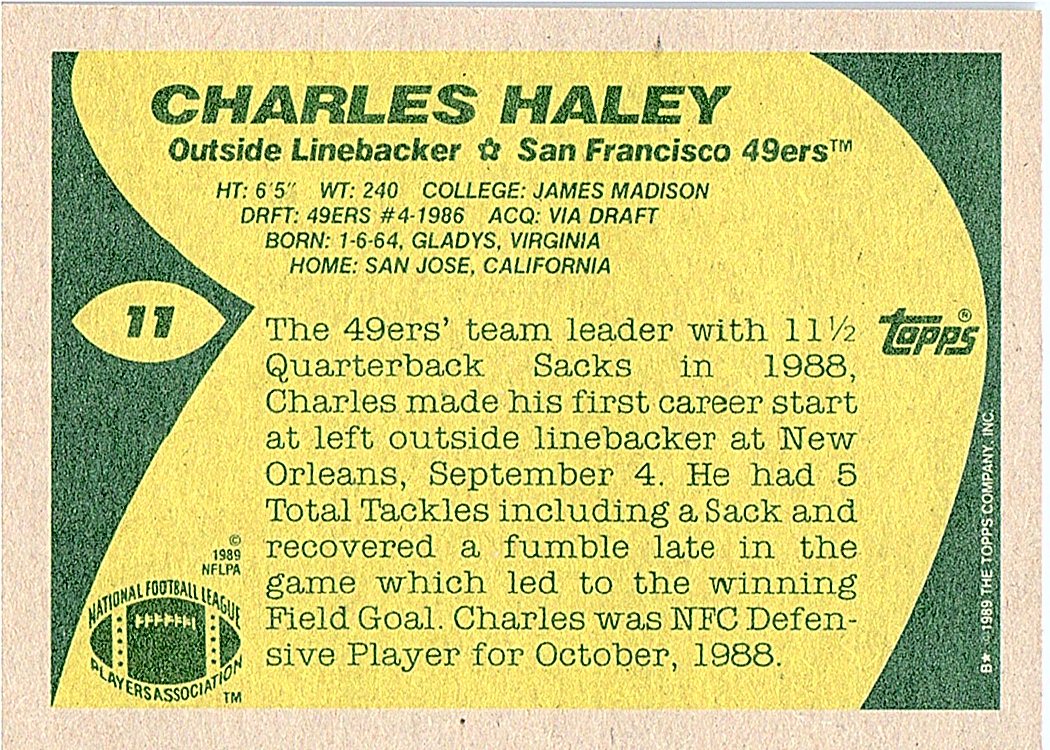 CHARLES HALEY
Outside Linebacker ✩ San Francisco 49ers™
HT: 6'5" WT: 240 COLLEGE: JAMES MADISON
DRFT: 49ERS #4-1986 ACQ: VIA DRAFT
BORN: 1-6-64, GLADYS, VIRGINIA
HOME: SAN JOSE, CALIFORNIA
11
The 49ers' team leader with 11½
Quarterback Sacks in 1988,
Charles made his first career start
at left outside linebacker at New
Orleans, September 4. He had 5
Total Tackles including a Sack and
recovered a fumble late in the
game which led to the winning
Field Goal. Charles was NFC Defen-
sive Player for October, 1988.
topps®
©
1989
NFLPA
NATIONAL FOOTBALL LEAGUE
PLAYERS ASSOCIATION
™
B* 1989 THE TOPPS COMPANY, INC.